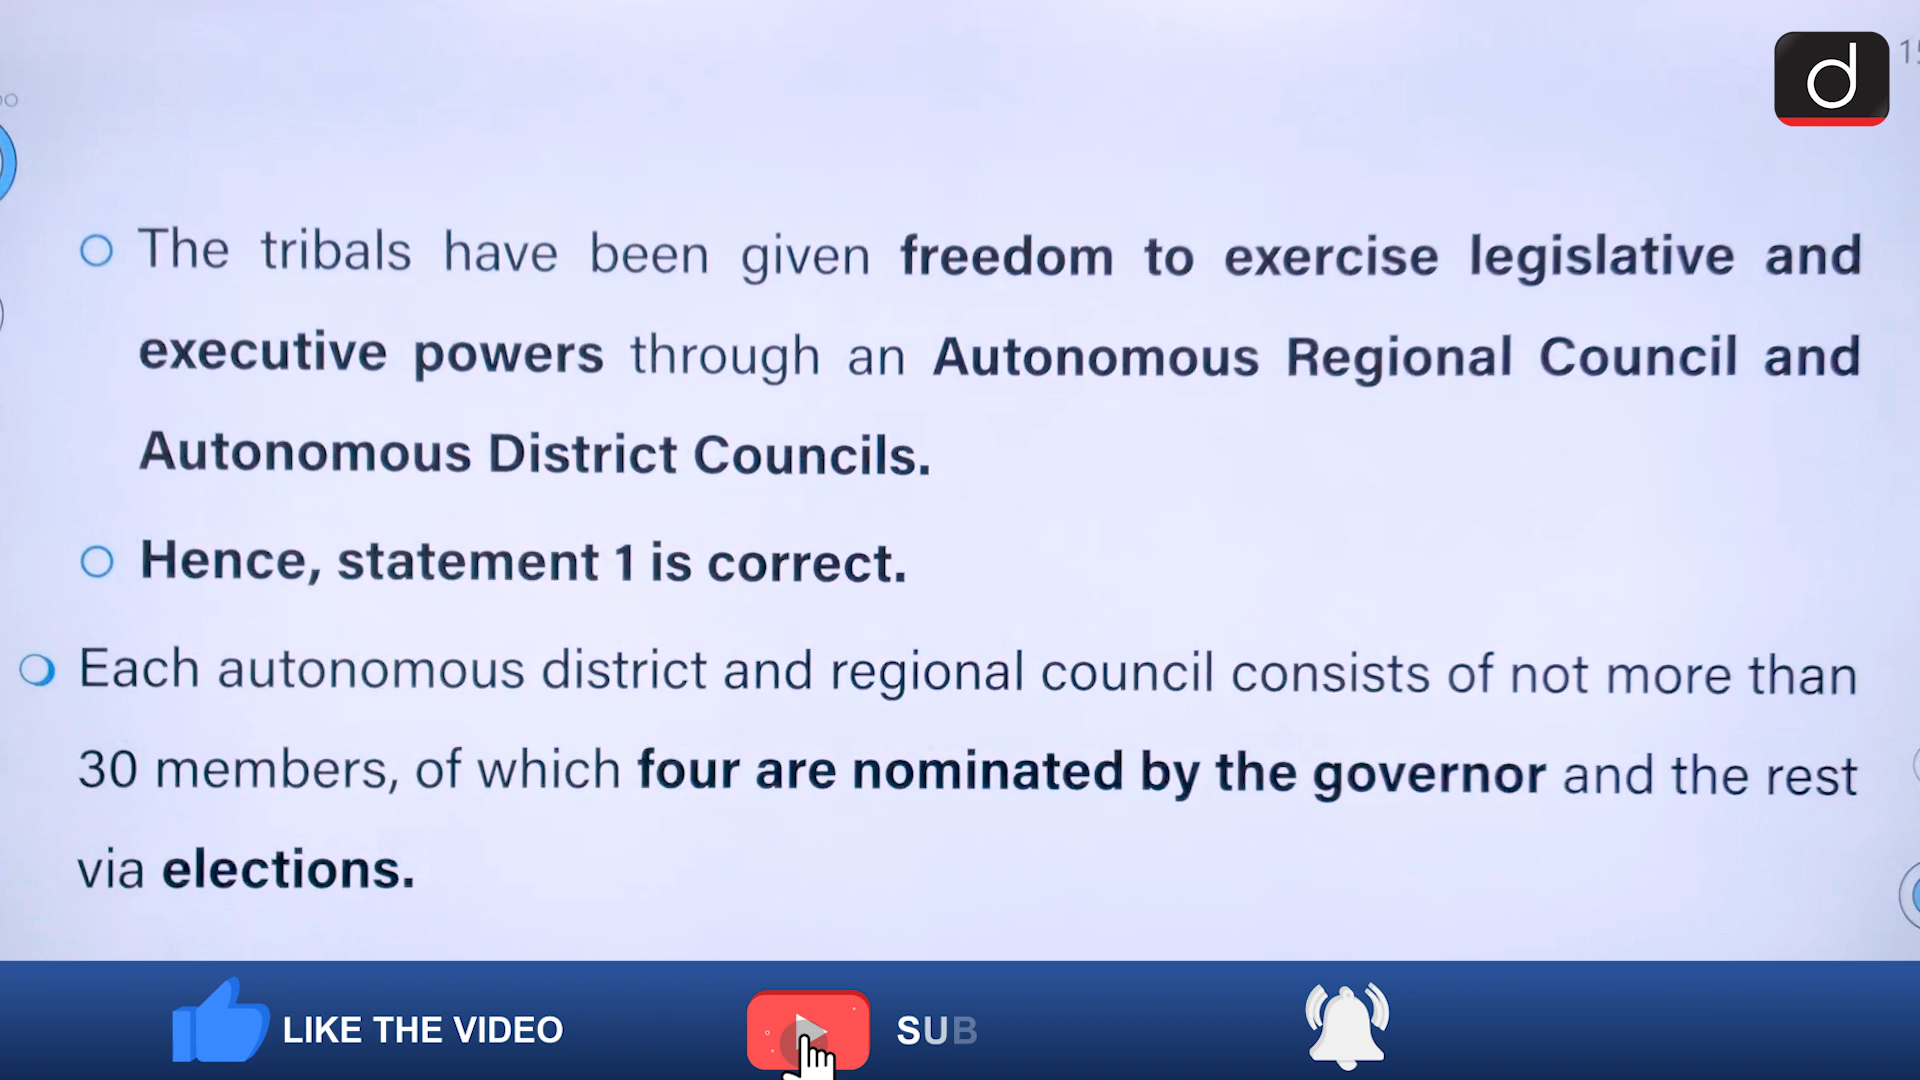 15
The tribals have been given freedom to exercise legislative and
executive powers through an Autonomous Regional Council and
Autonomous District Councils.
Hence, statement 1 is correct.
Each autonomous district and regional council consists of not more than
30 members, of which four are nominated by the governor and the rest
via elections.
LIKE THE VIDEO
SUB